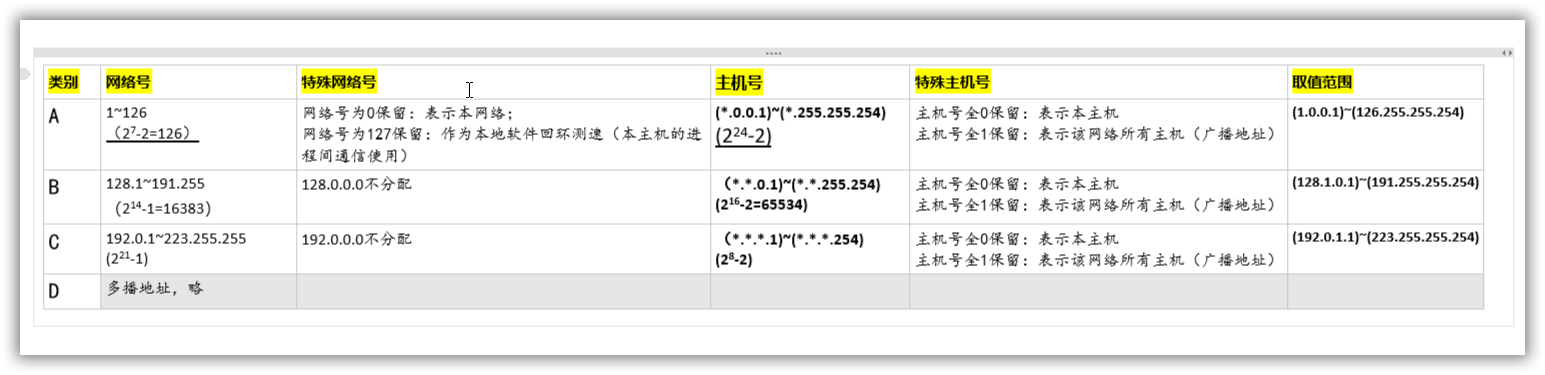 类别 网络号 特殊网络号 主机号 特殊主机号 取值范围
A
1~126
（2⁷-2=126）
网络号为0保留：表示本网络；
网络号为127保留：作为本地软件回环测速（本主机的进
程间通信使用）
(*.0.0.1)~(*.255.255.254)
(2²⁴-2)
主机号全0保留：表示本主机
主机号全1保留：表示该网络所有主机（广播地址）
(1.0.0.1)~(126.255.255.254)
B
128.1~191.255
（2¹⁴-1=16383）
128.0.0.0不分配
（*.*.0.1)~(*.*.255.254)
(2¹⁶-2=65534)
主机号全0保留：表示本主机
主机号全1保留：表示该网络所有主机（广播地址）
(128.1.0.1)~(191.255.255.254)
C
192.0.1~223.255.255
(2²¹-1)
192.0.0.0不分配
（*.*.*.1)~(*.*.*.254)
(2⁸-2)
主机号全0保留：表示本主机
主机号全1保留：表示该网络所有主机（广播地址）
(192.0.1.1)~(223.255.255.254)
D
多播地址，略